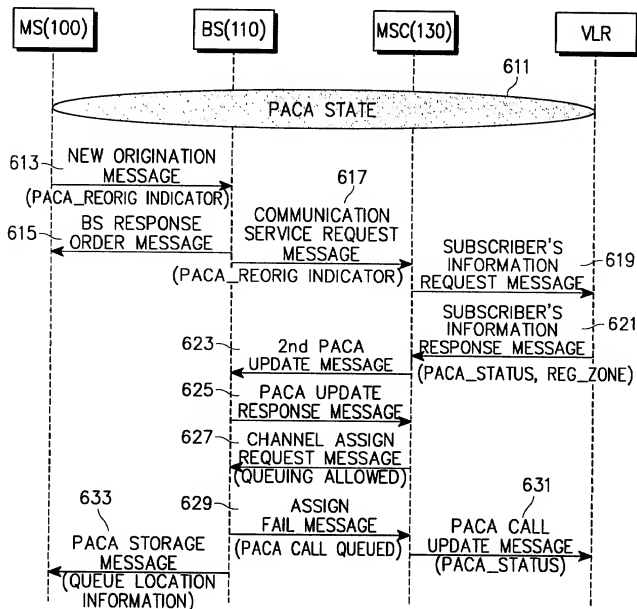 MS(100)
BS(110)
MSC(130)
VLR
611
PACA STATE
613
NEW ORIGINATION
MESSAGE
(PACA_REORIG INDICATOR)
615
BS RESPONSE
ORDER MESSAGE
617
COMMUNICATION
SERVICE REQUEST
MESSAGE
(PACA_REORIG INDICATOR)
SUBSCRIBER'S
INFORMATION
REQUEST MESSAGE
619
SUBSCRIBER'S
INFORMATION
RESPONSE MESSAGE
621
(PACA_STATUS, REG_ZONE)
623
2nd PACA
UPDATE MESSAGE
625
PACA UPDATE
RESPONSE MESSAGE
627
CHANNEL ASSIGN
REQUEST MESSAGE
(QUEUING ALLOWED)
629
ASSIGN
FAIL MESSAGE
(PACA CALL QUEUED)
631
PACA CALL
UPDATE MESSAGE
(PACA_STATUS)
633
PACA STORAGE
MESSAGE
(QUEUE LOCATION
INFORMATION)